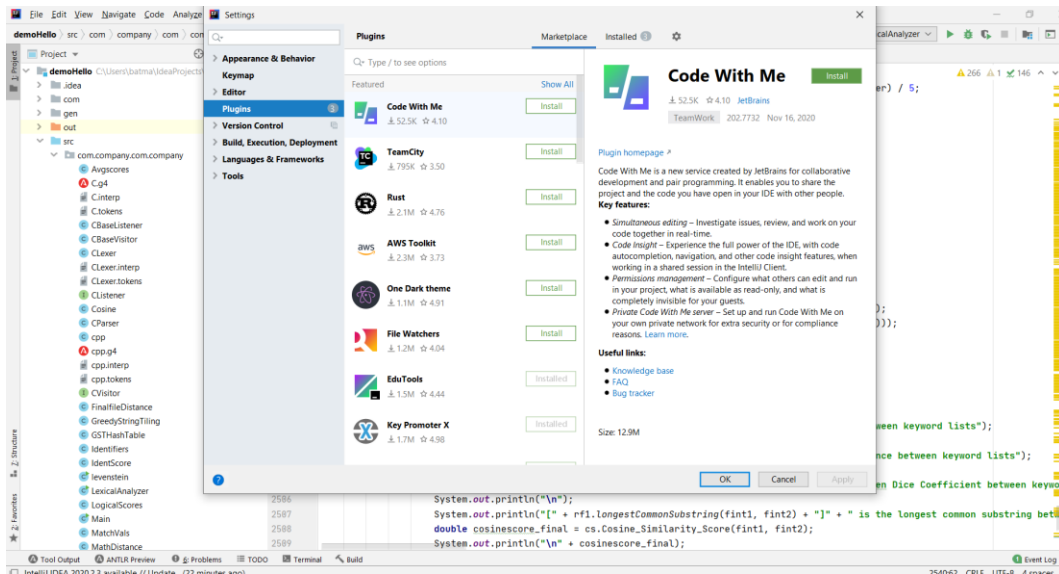 File Edit View Navigate Code Analyze
Settings
demoHello src com company com com
calAnalyzer
1: Project
Project
demoHello C:\Users\batma\IdeaProjects
.idea
com
gen
out
src
com.company.com.company
Avgscores
C.g4
C.interp
C.tokens
CBaseListener
CBaseVisitor
CLexer
CLexer.interp
CLexer.tokens
CListener
Cosine
CParser
cpp
cpp.g4
cpp.interp
cpp.tokens
CVisitor
FinalfileDistance
GreedyStringTiling
GSTHashTable
Identifiers
IdentScore
levenstein
LexicalAnalyzer
LogicalScores
Main
MatchVals
MathDistance
Z: Structure
2: Favorites
Appearance & Behavior
Keymap
Editor
Plugins 3
Version Control
Build, Execution, Deployment
Languages & Frameworks
Tools
Plugins Marketplace Installed
Type / to see options
Featured Show All
Code With Me Install
52.5K 4.10
TeamCity Install
795K 3.50
Rust Install
2.1M 4.76
aws AWS Toolkit Install
2.3M 3.73
One Dark theme Install
1.1M 4.91
File Watchers Install
1.2M 4.04
EduTools Installed
1.5M 4.44
Key Promoter X Installed
1.7M 4.98
Code With Me Install
52.5K 4.10 JetBrains
TeamWork 202.7732 Nov 16, 2020
Plugin homepage
Code With Me is a new service created by JetBrains for collaborative
development and pair programming. It enables you to share the
project and the code you have open in your IDE with other people.
Key features:
Simultaneous editing – Investigate issues, review, and work on your
code together in real-time.
Code Insight – Experience the full power of the IDE, with code
autocompletion, navigation, and other code insight features, when
working in a shared session in the IntelliJ Client.
Permissions management – Configure what others can edit and run
in your project, what is available as read-only, and what is
completely invisible for your guests.
Private Code With Me server – Set up and run Code With Me on
your own private network for extra security or for compliance
reasons. Learn more.
Useful links:
Knowledge base
FAQ
Bug tracker
Size: 12.9M
OK Cancel Apply
266 1 146
er) / 5;
);
)));
een keyword lists");
nce between keyword lists");
en Dice Coefficient between keywo
2586 System.out.println("\n");
2587 System.out.println("[" + rf1.longestCommonSubstring(fint1, fint2) + "]" + " is the longest common substring bet
2588 double cosinescore_final = cs.Cosine_Similarity_Score(fint1, fint2);
2589 System.out.println("\n" + cosinescore_final);
Tool Output ANTLR Preview 6: Problems TODO Terminal Build Event Log
2540:62 CRLF UTF-8 4 spaces